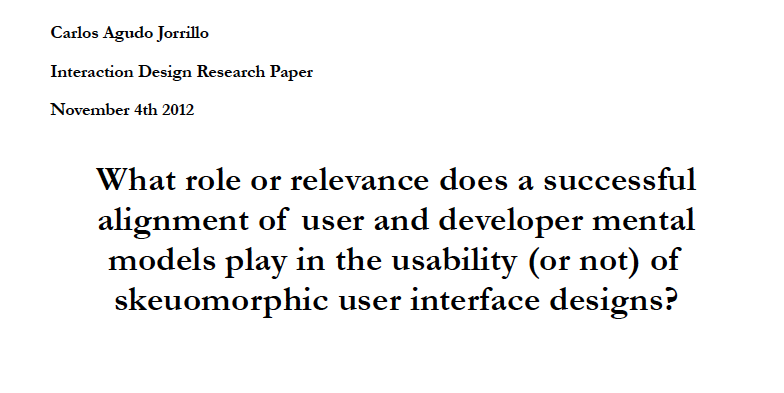 Carlos Agudo Jorrillo
Interaction Design Research Paper
November 4th 2012
What role or relevance does a successful
alignment of user and developer mental
models play in the usability (or not) of
skeuomorphic user interface designs?